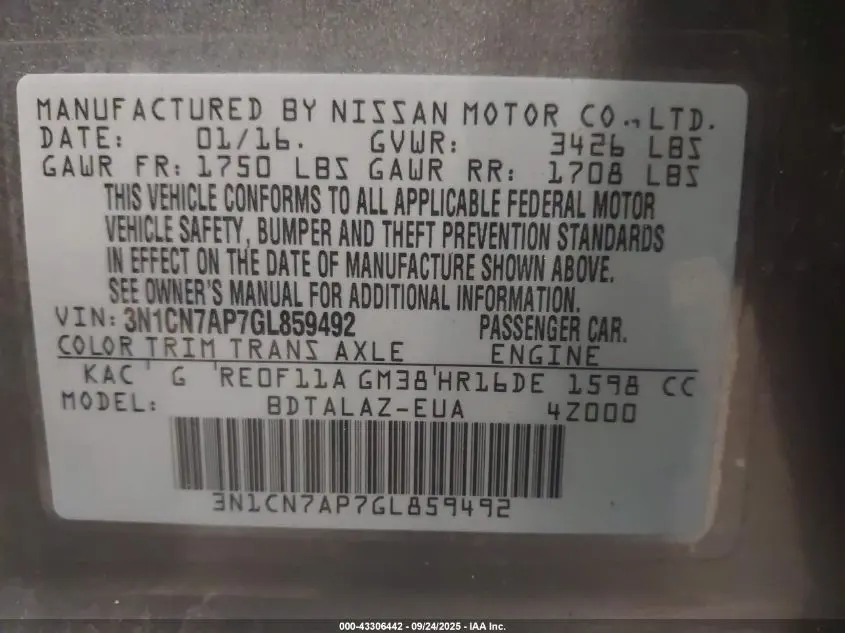 MANUFACTURED BY NISSAN MOTOR CO., LTD.
DATE: 01/16. GVWR: 3426 LBS
GAWR FR: 1750 LBS GAWR RR: 1708 LBS
THIS VEHICLE CONFORMS TO ALL APPLICABLE FEDERAL MOTOR
VEHICLE SAFETY, BUMPER AND THEFT PREVENTION STANDARDS
IN EFFECT ON THE DATE OF MANUFACTURE SHOWN ABOVE.
SEE OWNER'S MANUAL FOR ADDITIONAL INFORMATION.
VIN: 3N1CN7AP7GL859492 PASSENGER CAR.
COLOR TRIM TRANS AXLE ENGINE
KAC ' G ' RE0F11A GM38 ' HR16DE 1598 CC
MODEL: BDTALAZ-EUA 4Z000
3N1CN7AP7GL859492
000-43306442 - 09/24/2025 - IAA Inc.